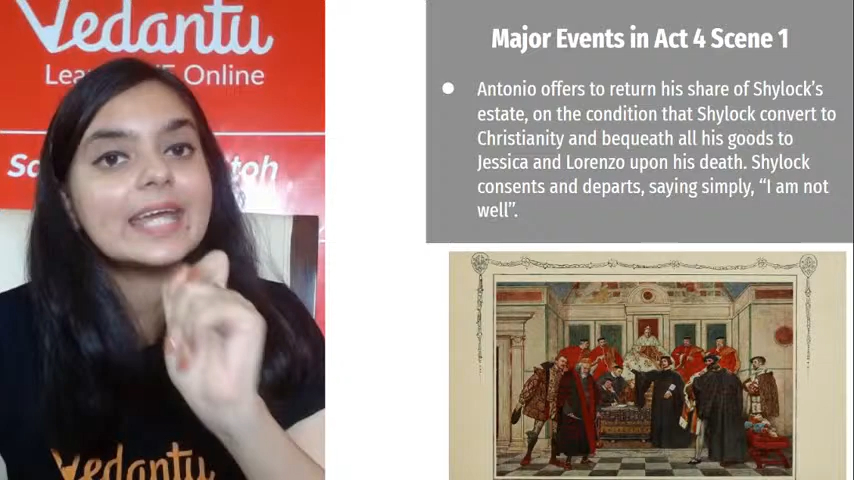 Vedantu
Online
Major Events in Act 4 Scene 1
Antonio offers to return his share of Shylock's
estate, on the condition that Shylock convert to
Christianity and bequeath all his goods to
Jessica and Lorenzo upon his death. Shylock
consents and departs, saying simply, “I am not
well”.
Vedantu